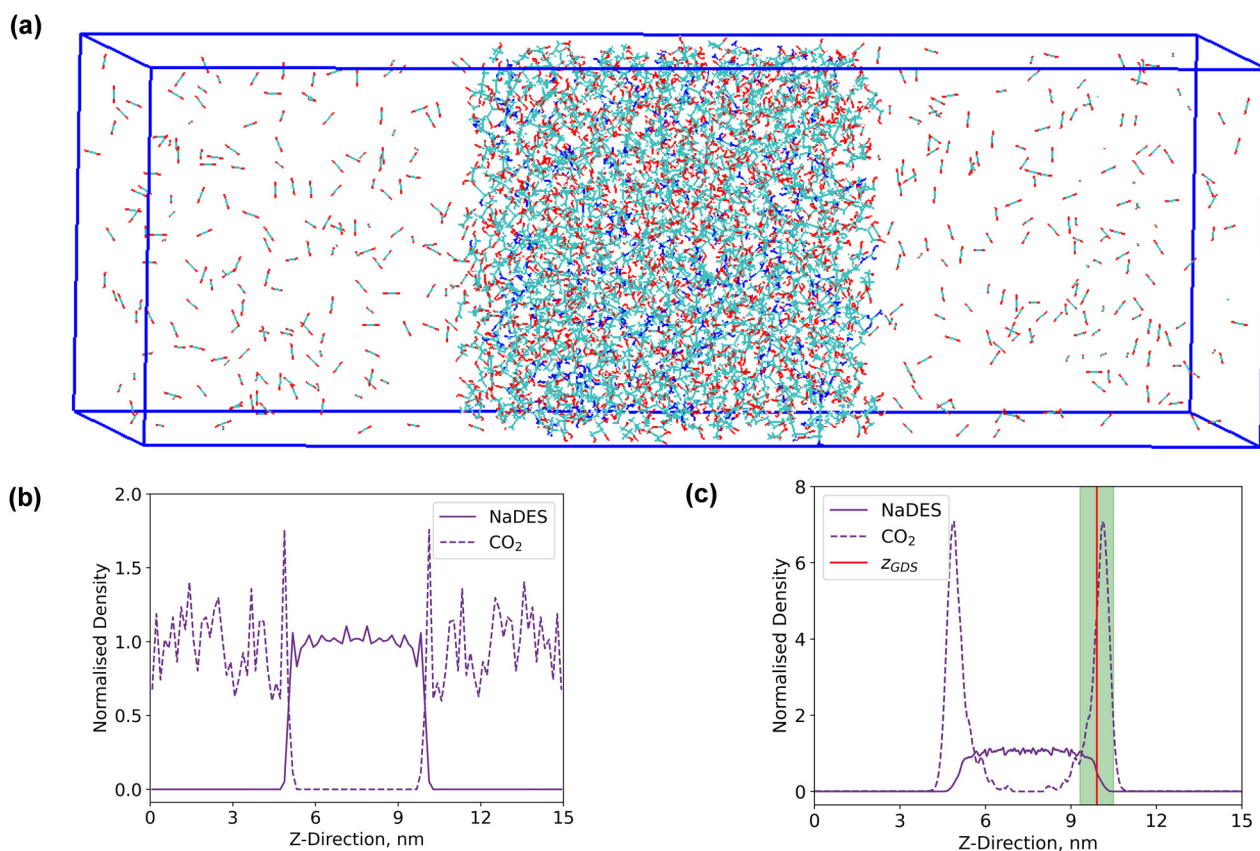 (a)
(b)
2.0
1.5
1.0
0.5
0.0
Normalised Density
NaDES
CO₂
0 3 6 9 12 15
Z-Direction, nm
(c)
8
6
4
2
0
Normalised Density
NaDES
CO₂
z_GDS
0 3 6 9 12 15
Z-Direction, nm